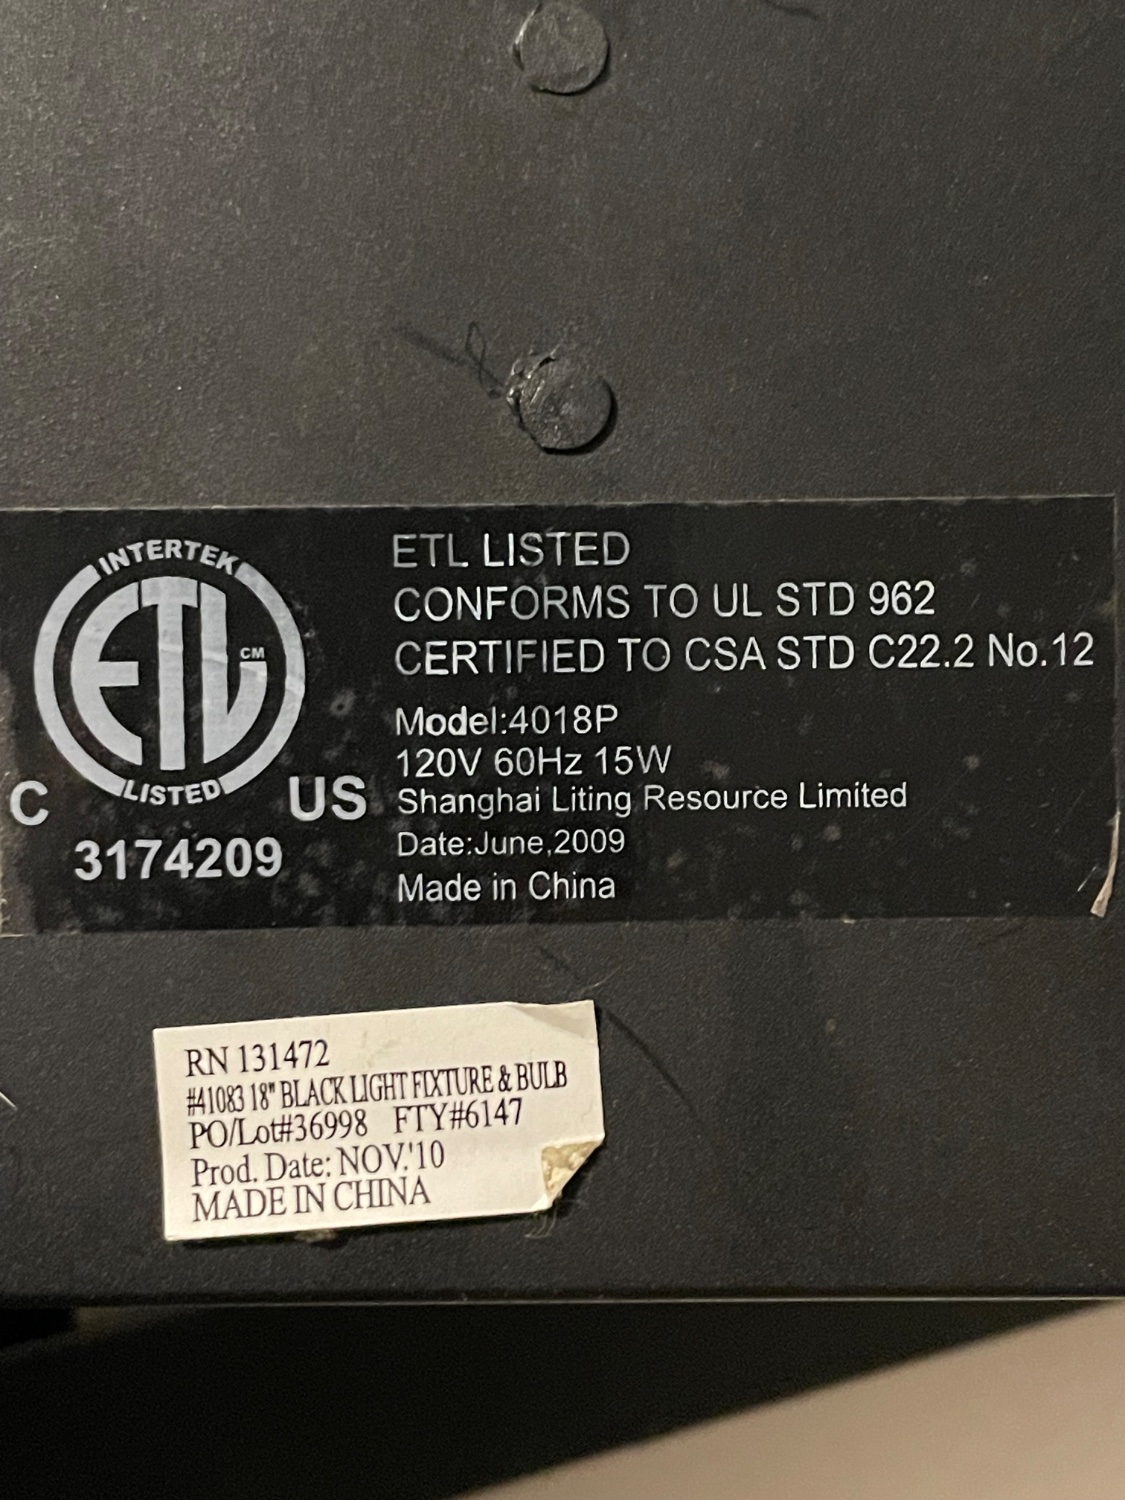 INTERTEK
ETL CM
LISTED
C US
3174209
ETL LISTED
CONFORMS TO UL STD 962
CERTIFIED TO CSA STD C22.2 No.12
Model:4018P
120V 60Hz 15W
Shanghai Liting Resource Limited
Date:June,2009
Made in China
RN 131472
#41083 18" BLACK LIGHT FIXTURE & BULB
PO/Lot#36998 FTY#6147
Prod. Date: NOV.'10
MADE IN CHINA